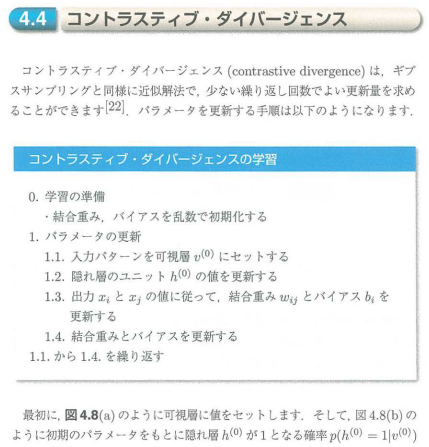 4.4 コントラスティブ・ダイバージェンス
コントラスティブ・ダイバージェンス (contrastive divergence) は，ギブ
スサンプリングと同様に近似解法で，少ない繰り返し回数でよい更新量を求め
ることができます[22]．パラメータを更新する手順は以下のようになります．
コントラスティブ・ダイバージェンスの学習
0. 学習の準備
・結合重み，バイアスを乱数で初期化する
1. パラメータの更新
1.1. 入力パターンを可視層 v(0) にセットする
1.2. 隠れ層のユニット h(0) の値を更新する
1.3. 出力 xi と xj の値に従って，結合重み wij とバイアス bi を
更新する
1.4. 結合重みとバイアスを更新する
1.1. から 1.4. を繰り返す
最初に，図4.8(a) のように可視層に値をセットします．そして，図 4.8(b) の
ように初期のパラメータをもとに隠れ層 h(0) が 1 となる確率 p(h(0) = 1|v(0))